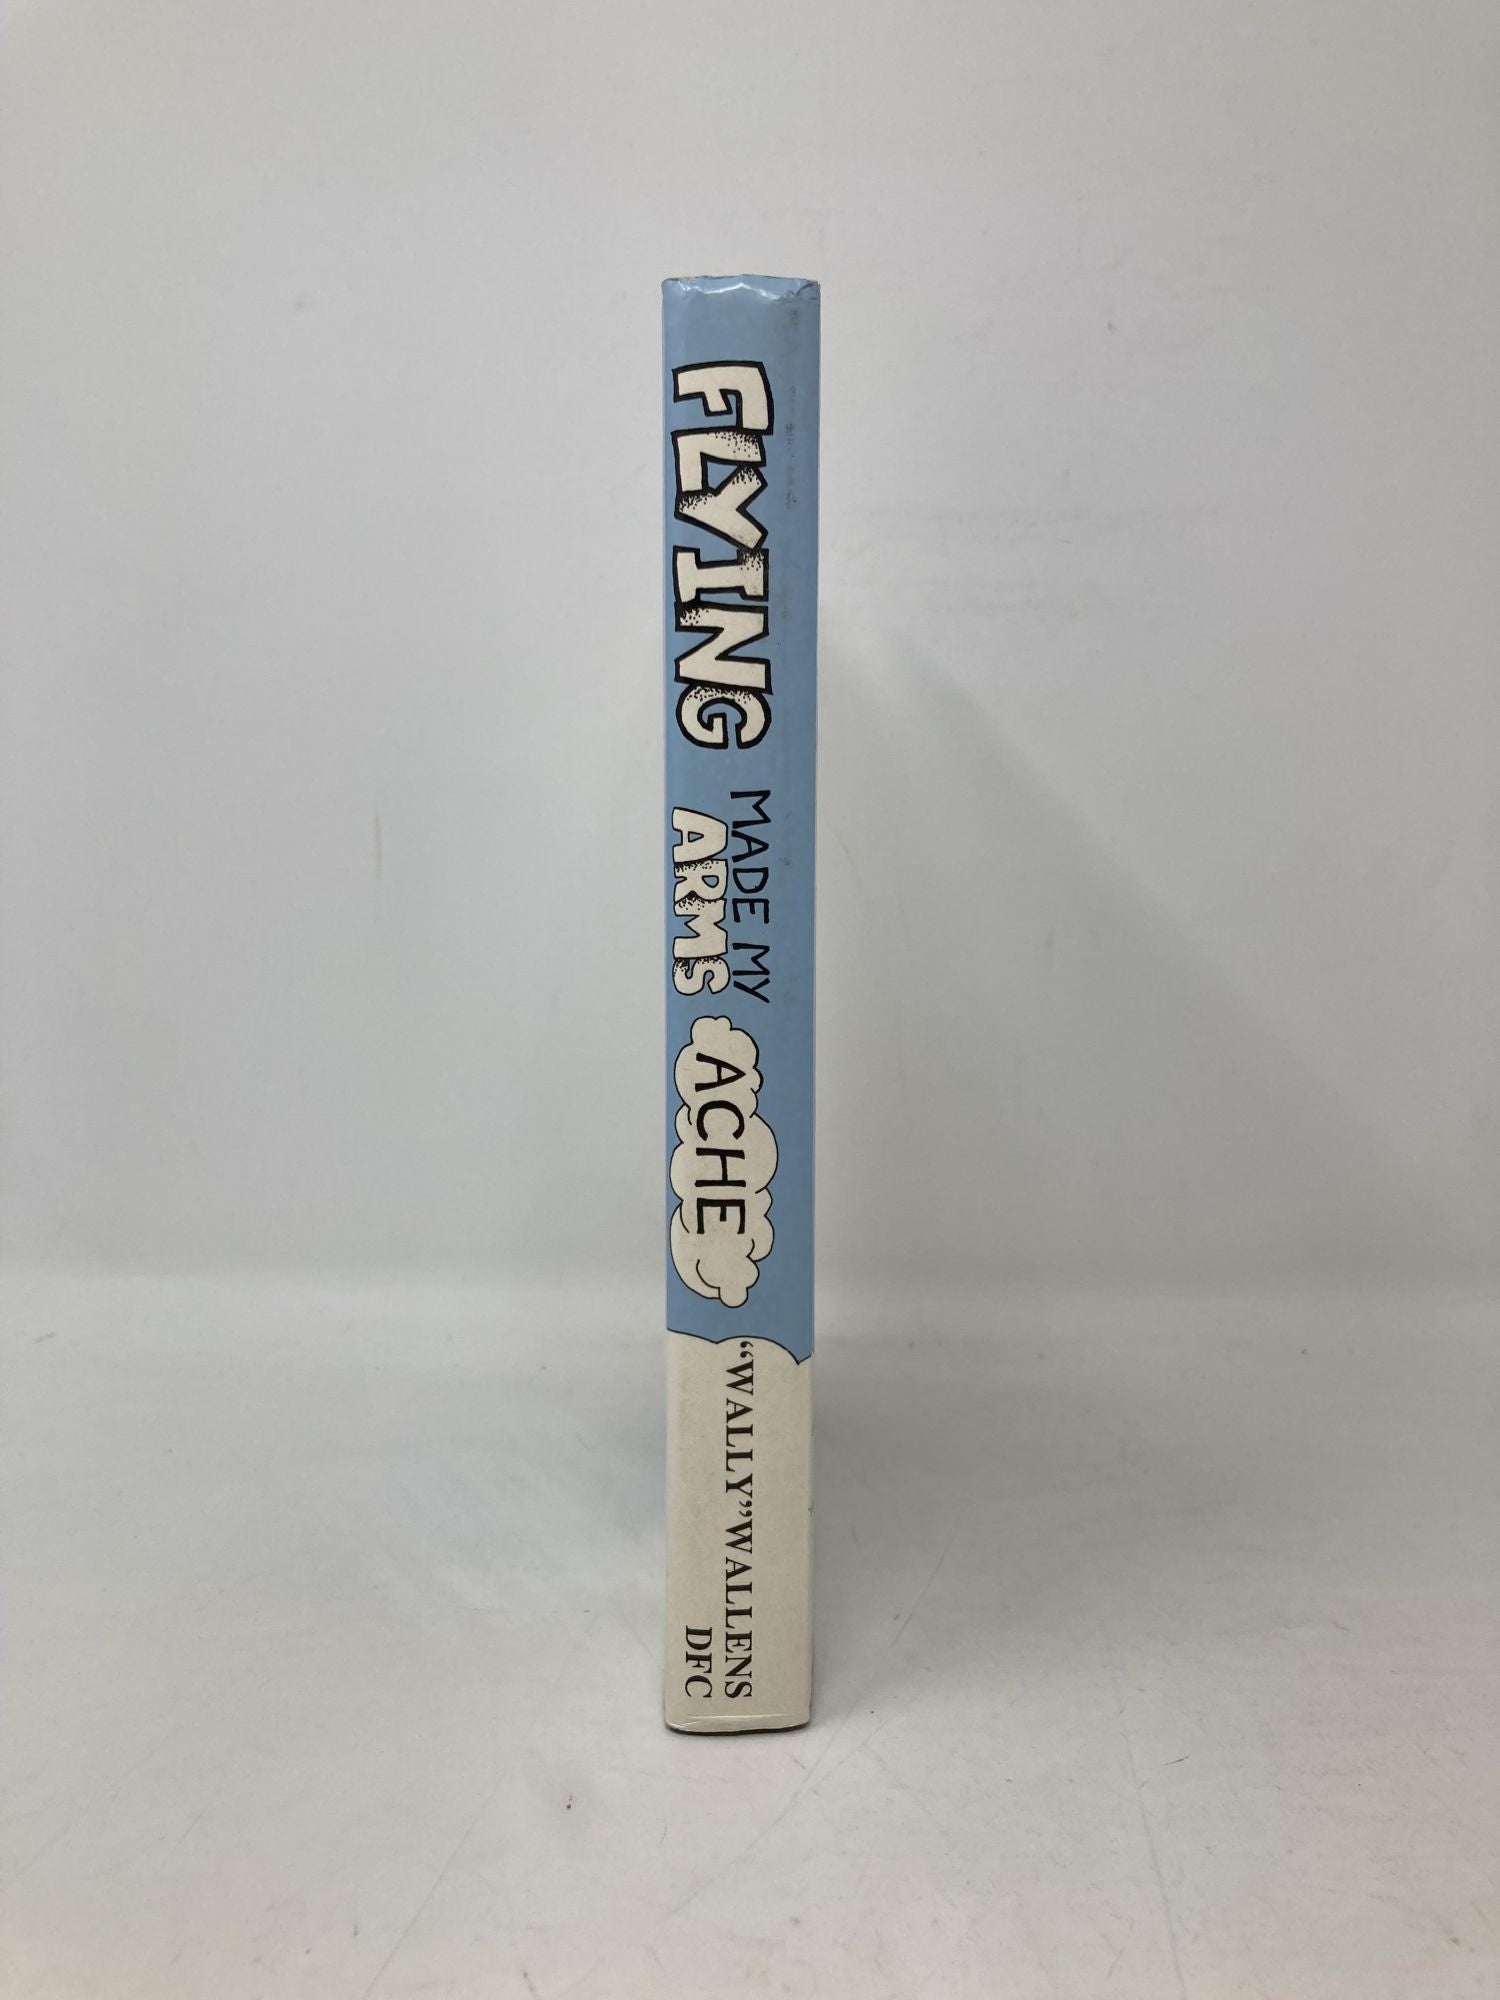 FLYING
MADE MY
ARMS
ACHE
“WALLY” WALLENS
DFC